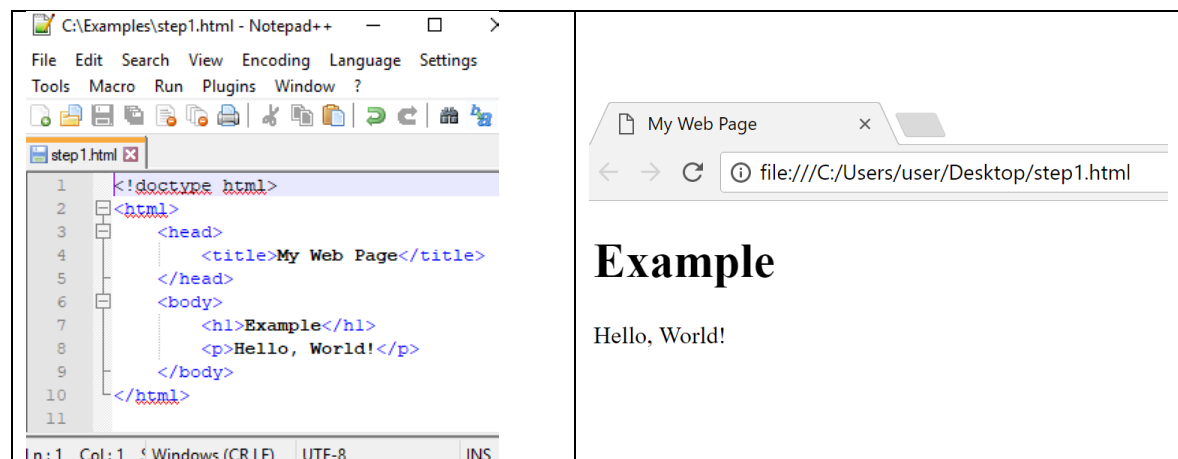 C:\Examples\step1.html - Notepad++
File Edit Search View Encoding Language Settings
Tools Macro Run Plugins Window ?
step1.html
1 <!doctype html>
2 <html>
3 <head>
4 <title>My Web Page</title>
5 </head>
6 <body>
7 <h1>Example</h1>
8 <p>Hello, World!</p>
9 </body>
10 </html>
11
Ln : 1 Col : 1 Windows (CR LF) UTF-8 INS
My Web Page
file:///C:/Users/user/Desktop/step1.html
Example
Hello, World!